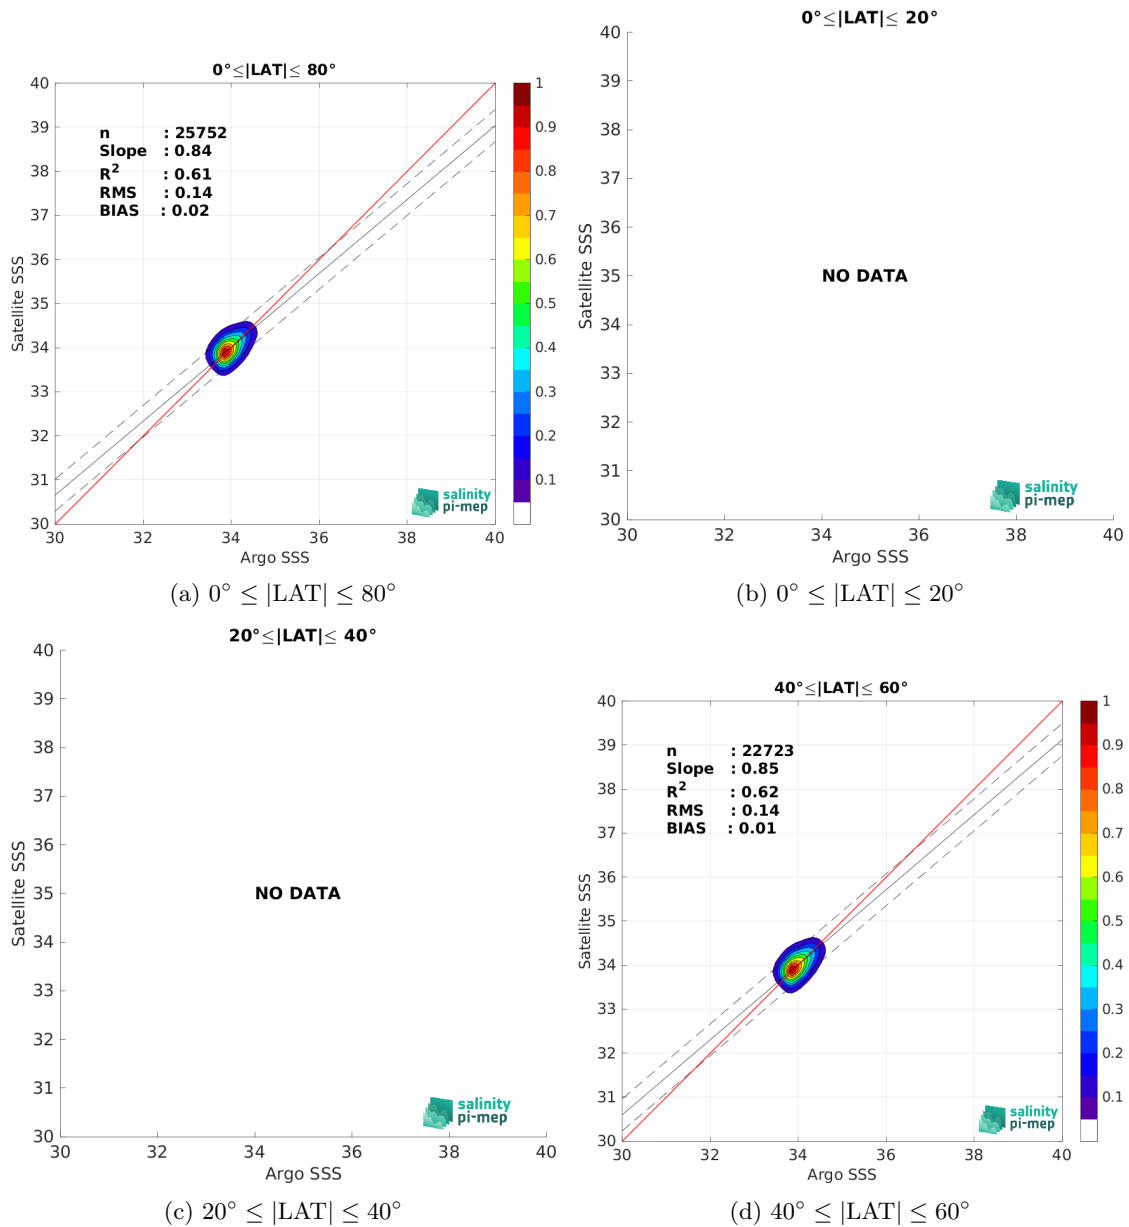 0°≤|LAT|≤ 80°
40
39
38
37
36
35
34
33
32
31
30
Satellite SSS
n : 25752
Slope : 0.84
R2 : 0.61
RMS : 0.14
BIAS : 0.02
1
0.9
0.8
0.7
0.6
0.5
0.4
0.3
0.2
0.1
salinity
pi-mep
30 32 34 36 38 40
Argo SSS
(a) 0° ≤ |LAT| ≤ 80°
0°≤|LAT|≤ 20°
40
39
38
37
36
35
34
33
32
31
30
Satellite SSS
NO DATA
salinity
pi-mep
30 32 34 36 38 40
Argo SSS
(b) 0° ≤ |LAT| ≤ 20°
20°≤|LAT|≤ 40°
40
39
38
37
36
35
34
33
32
31
30
Satellite SSS
NO DATA
salinity
pi-mep
30 32 34 36 38 40
Argo SSS
(c) 20° ≤ |LAT| ≤ 40°
40°≤|LAT|≤ 60°
40
39
38
37
36
35
34
33
32
31
30
Satellite SSS
n : 22723
Slope : 0.85
R2 : 0.62
RMS : 0.14
BIAS : 0.01
1
0.9
0.8
0.7
0.6
0.5
0.4
0.3
0.2
0.1
salinity
pi-mep
30 32 34 36 38 40
Argo SSS
(d) 40° ≤ |LAT| ≤ 60°